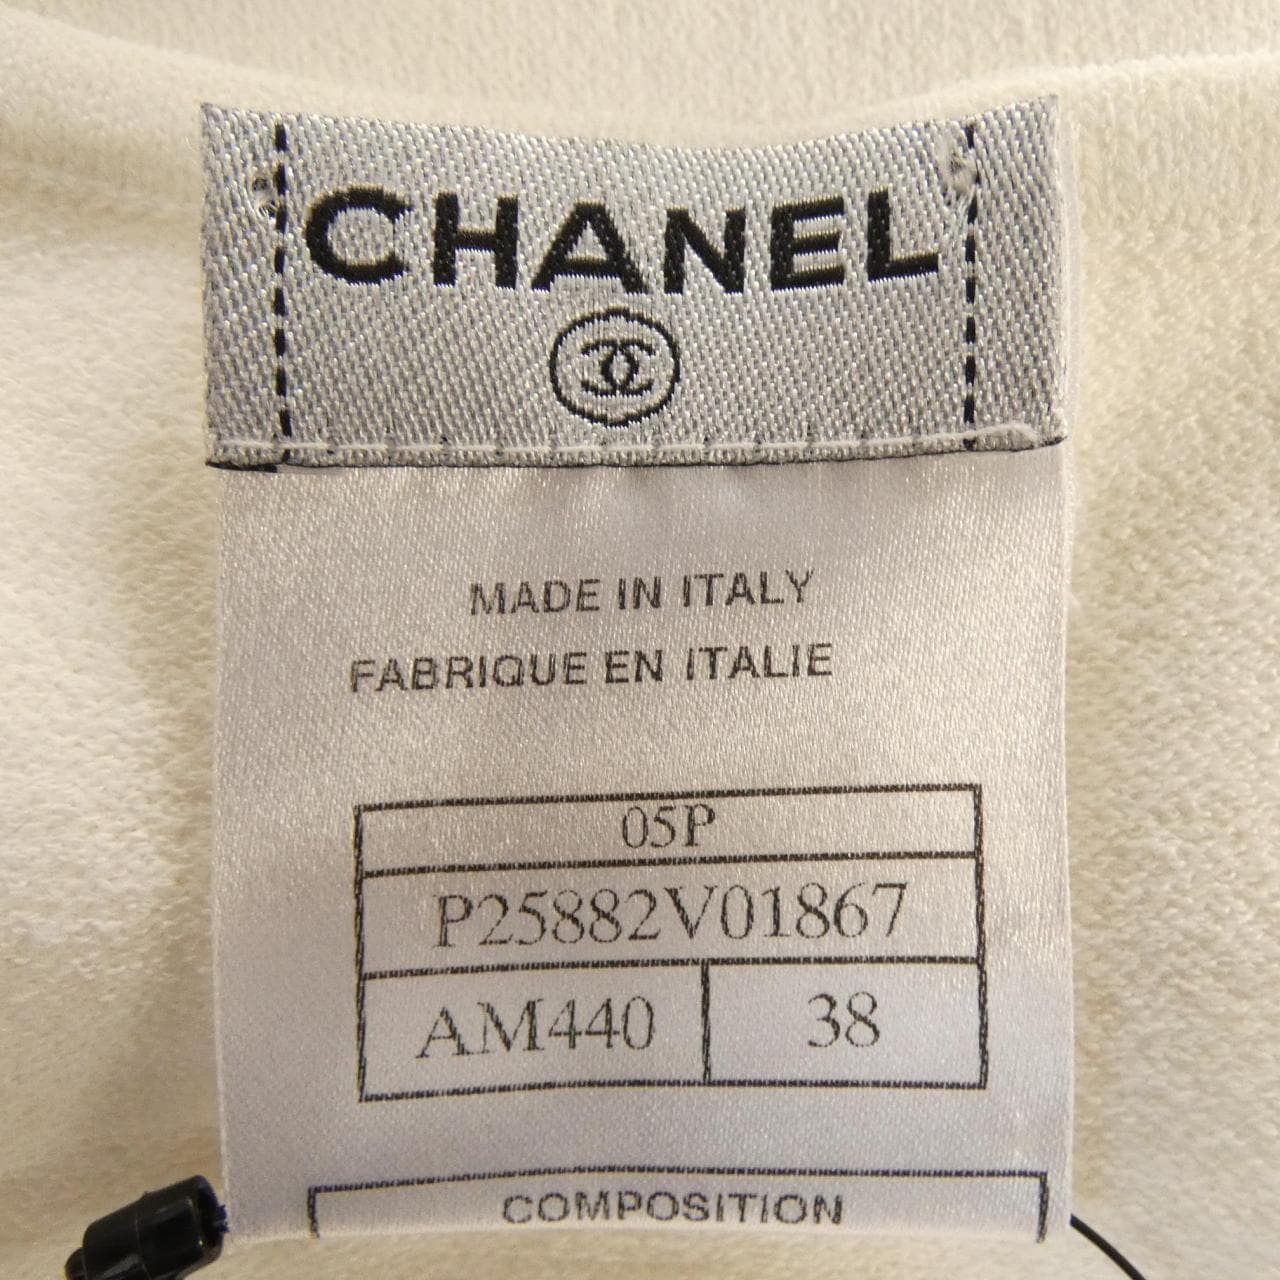 CHANEL
MADE IN ITALY
FABRIQUE EN ITALIE
05P
P25882V01867
AM440 38
COMPOSITION